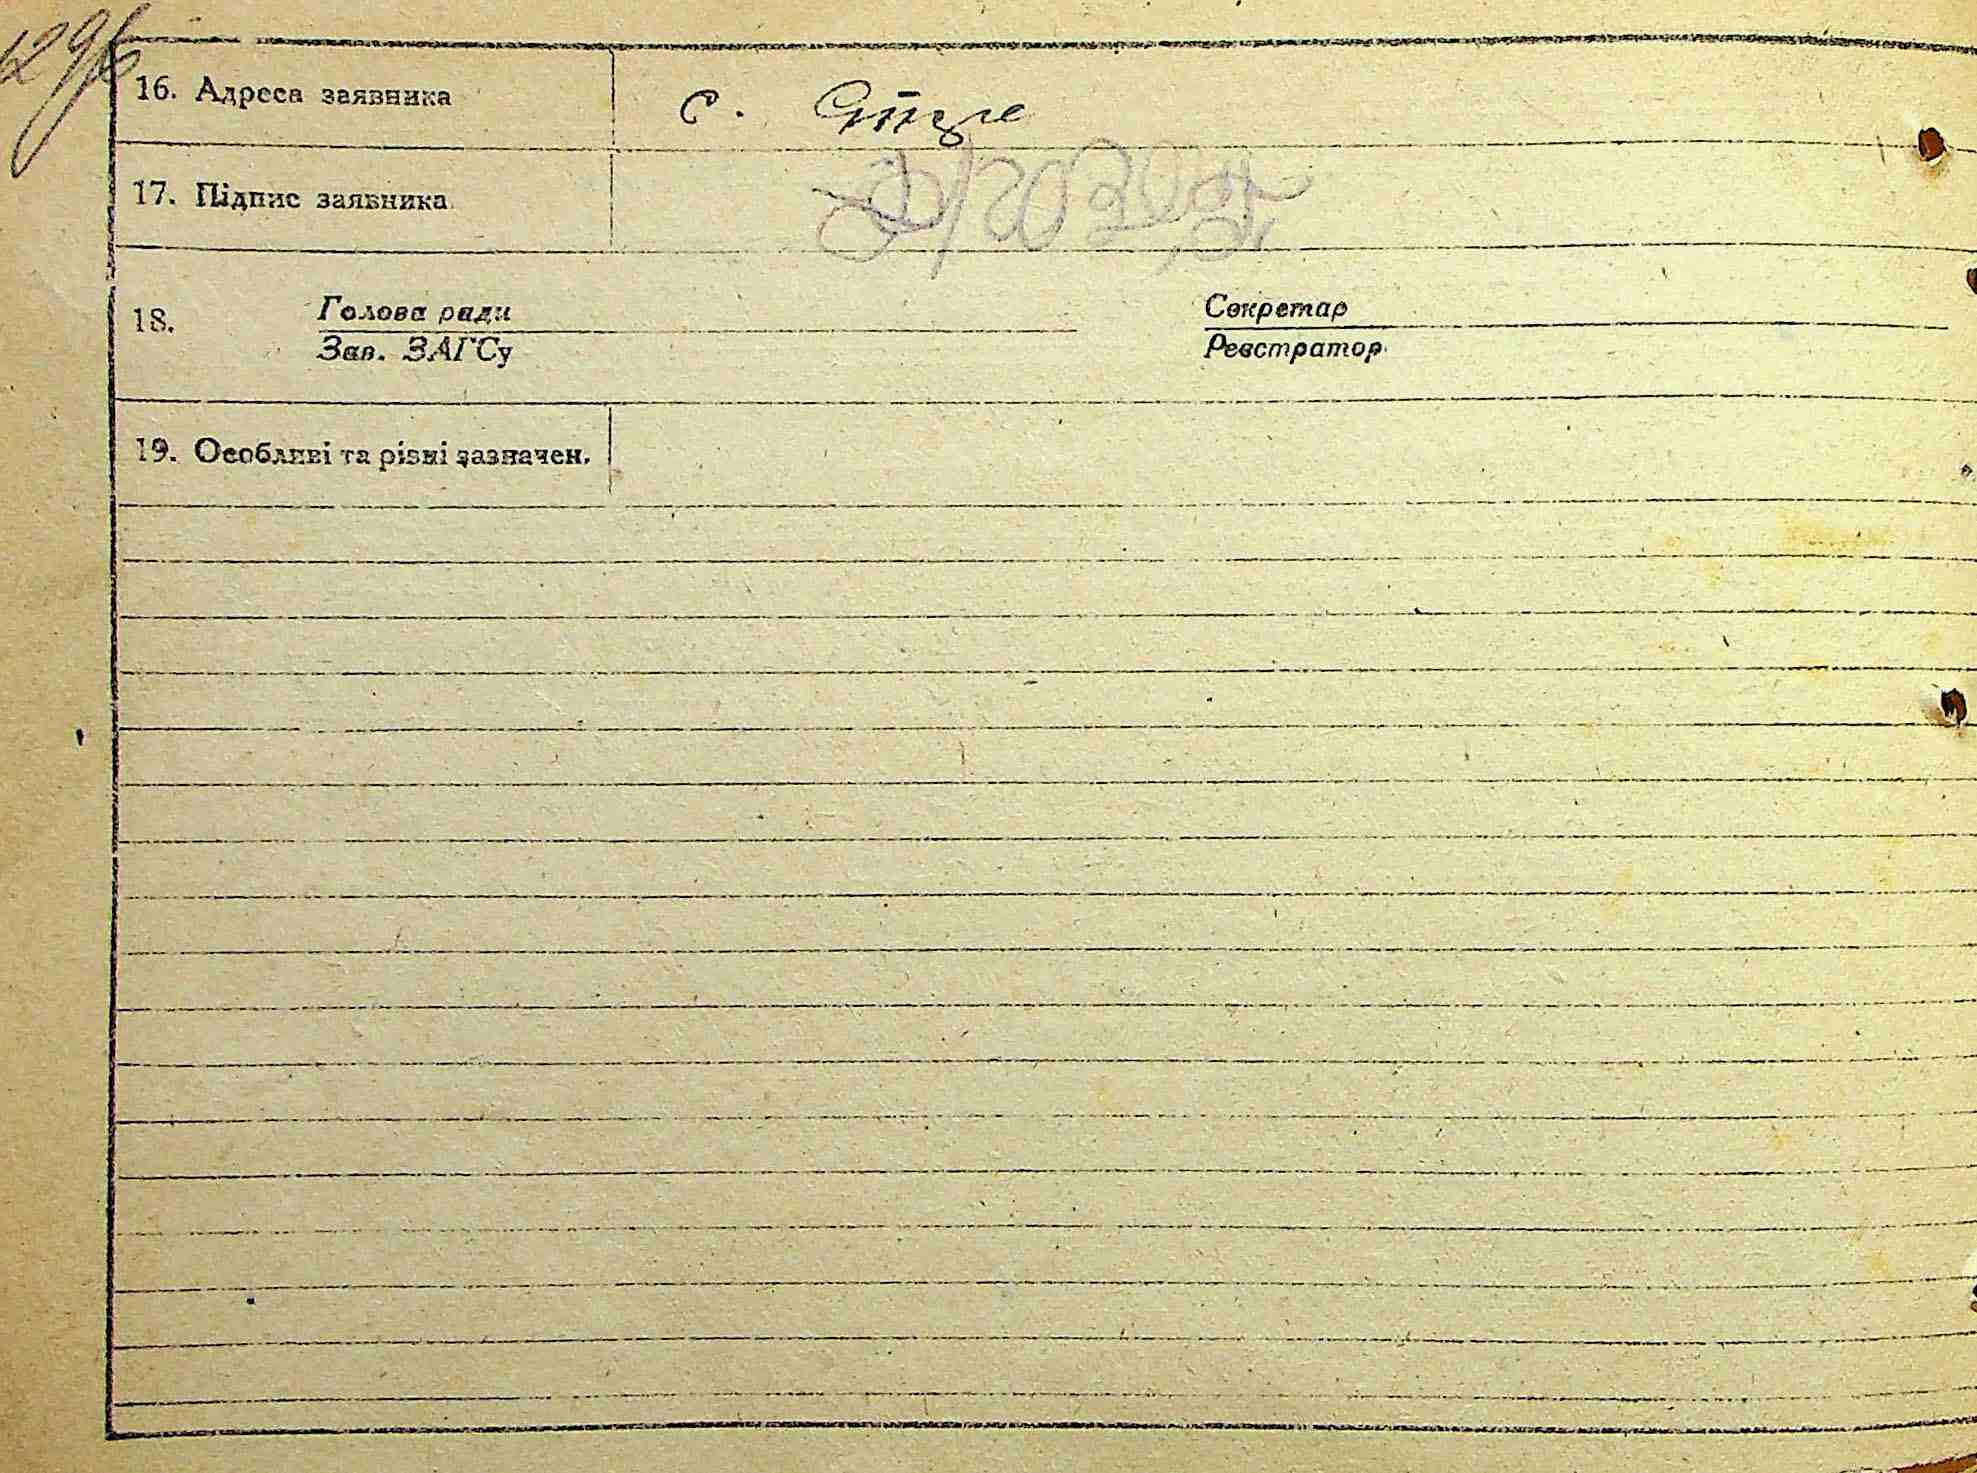 16. Адреса заявника с.
17. Підпис заявника
18. Голова ради Секретар
Зав. ЗАГСу Реєстратор
19. Особливі та різні зазначен.